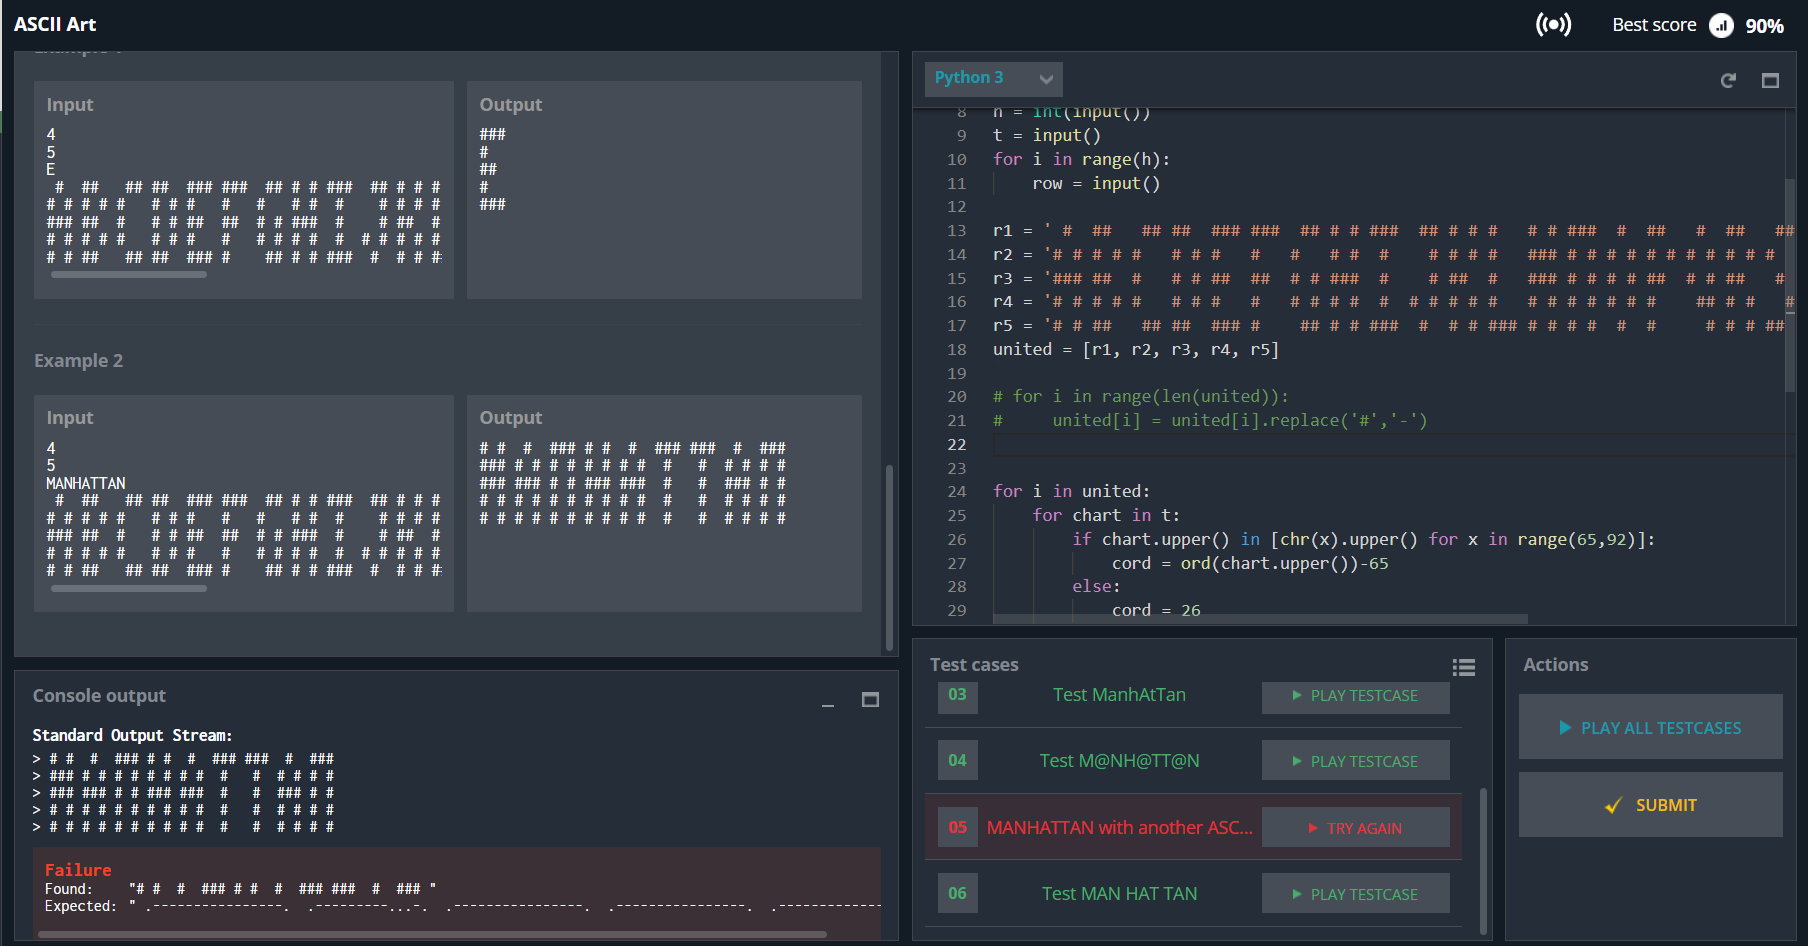 ASCII Art
Best score 90%
Input
4
5
E
 #  ##   ## ##  ### ###  ## # # ###  ## # # #
# # # # #   # # #   #   #   # #  #    # # # #
### ##  #   # # ##  ##  # # ###  #    # ##  #
# # # # #   # # #   #   # # # #  #  # # # # #
# # ##   ## ##  ### #    ## # # ###  #  # # #
Output
###
#
##
#
###
Example 2
Input
4
5
MANHATTAN
 #  ##   ## ##  ### ###  ## # # ###  ## # # #
# # # # #   # # #   #   #   # #  #    # # # #
### ##  #   # # ##  ##  # # ###  #    # ##  #
# # # # #   # # #   #   # # # #  #  # # # # #
# # ##   ## ##  ### #    ## # # ###  #  # # #
Output
# #  #  ### # #  #  ### ###  #  ###
### # # # # # # # #  #   #  # # # #
### ### # # ### ###  #   #  ### # #
# # # # # # # # # #  #   #  # # # #
# # # # # # # # # #  #   #  # # # #
Console output
Standard Output Stream:
> # #  #  ### # #  #  ### ###  #  ###
> ### # # # # # # # #  #   #  # # # #
> ### ### # # ### ###  #   #  ### # #
> # # # # # # # # # #  #   #  # # # #
> # # # # # # # # # #  #   #  # # # #
Failure
Found:    "# #  #  ### # #  #  ### ###  #  ### "
Expected: " .----------------.  .---------...-.  .----------------.  .----------------.  .-------------
Python 3
8 h = int(input())
9 t = input()
10 for i in range(h):
11     row = input()
12
13 r1 = ' #  ##   ## ##  ### ###  ## # # ###  ## # # #   # # ###  #  ##   #  ##   ##
14 r2 = '# # # # #   # # #   #   #   # #  #    # # # #   ### # # # # # # # # # # #
15 r3 = '### ##  #   # # ##  ##  # # ###  #    # ##  #   ### # # # # # ##  # # ##   #
16 r4 = '# # # # #   # # #   #   # # # #  #  # # # # #   # # # # # # #    ## # #   #
17 r5 = '# # ##   ## ##  ### #    ## # # ###  #  # # ### # # # #  #  #     # # # ##
18 united = [r1, r2, r3, r4, r5]
19
20 # for i in range(len(united)):
21 #     united[i] = united[i].replace('#','-')
22
23
24 for i in united:
25     for chart in t:
26         if chart.upper() in [chr(x).upper() for x in range(65,92)]:
27             cord = ord(chart.upper())-65
28         else:
29             cord = 26
Test cases
03 Test ManhAtTan PLAY TESTCASE
04 Test M@NH@TT@N PLAY TESTCASE
05 MANHATTAN with another ASC... TRY AGAIN
06 Test MAN HAT TAN PLAY TESTCASE
Actions
PLAY ALL TESTCASES
SUBMIT